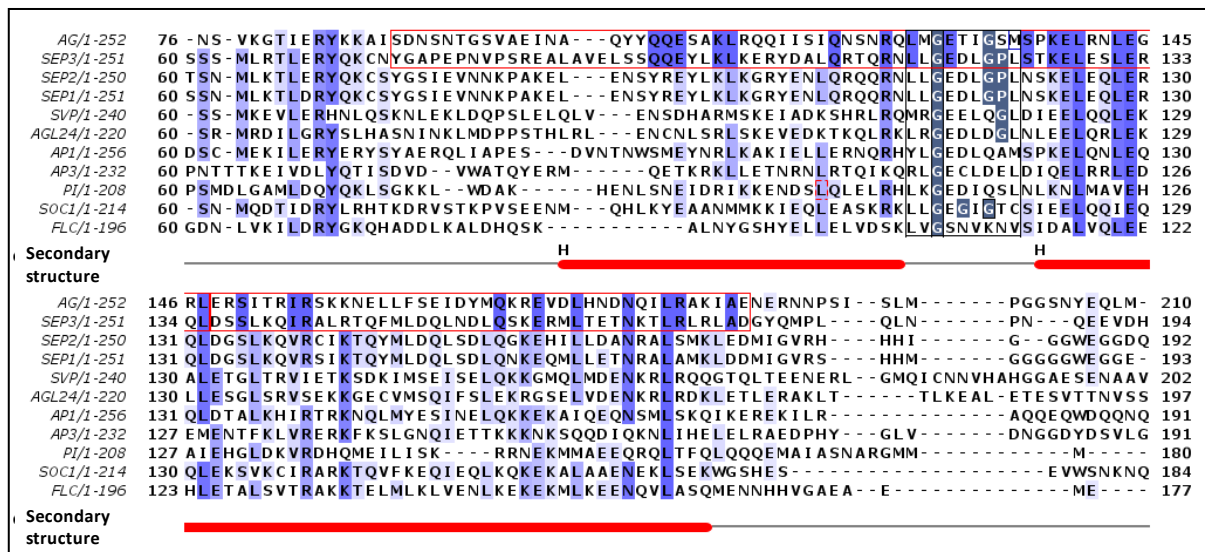 AG/1-252 76 -NS-VKGTIERYKKAISDNSNTGSVAEINA---QYYQQESAKLRQQIISIQNSNRQLMGETIGSMSPKELRNLEG 145
SEP3/1-251 60 SSS-MLRTLERYQKCNYGAPEPNVPSREALAVELSSQQEYLKLKERYDALQRTQRNLLGEDLGPLSTKELESLER 133
SEP2/1-250 60 TSN-MLKTLERYQKCSYGSIEVNNKPAKEL---ENSYREYLKLKGRYENLQRQQRNLLGEDLGPLNSKELEQLER 130
SEP1/1-251 60 SSN-MLKTLDRYQKCSYGSIEVNNKPAKEL---ENSYREYLKLKGRYENLQRQQRNLLGEDLGPLNSKELEQLER 130
SVP/1-240 60 -SS-MKEVLERHNLQSKNLEKLDQPSLELQLV---ENSDHARMSKEIADKSHRLRQMRGEELQGLDIEELQQLEK 129
AGL24/1-220 60 -SR-MRDILGRYSLHASNINKLMDPPSTHLRL---ENCNLSRLSKEVEDKTKQLRKLRGEDLDGLNLEELQRLEK 129
AP1/1-256 60 DSC-MEKILERYERYSYAERQLIAPES---DVNTNWSMEYNRLKAKIELLERNQRHYLGEDLQAMSPKELQNLEQ 130
AP3/1-232 60 PNTTTKEIVDLYQTISDVD--VWATQYERM----QETKRKLLETNRNLRTQIKQRLGECLDELDIQELRRLED 126
PI/1-208 60 PSMDLGAMLDQYQKLSGKKL--WDAK----HENLSNEIDRIKKENDSLQLELRHLKGEDIQSLNLKNLMAVEH 126
SOC1/1-214 60 -SN-MQDTIDRYLRHTKDRVSTKPVSEENM---QHLKYEAANMMKKIEQLEASKRKLLGEGIGTCSIEELQQIEQ 129
FLC/1-196 60 GDN-LVKILDRYGKQHADDLKALDHQSK---------ALNYGSHYELLELVDSKLVGSNVKNVSIDALVQLEE 122
H H
Secondary
structure
AG/1-252 146 RLERSITRIRSKKNELLFSEIDYMQKREVDLHNDNQILRAKIAENERNNPSI--SLM-----PGGSNYEQLM- 210
SEP3/1-251 134 QLDSSLKQIRALRTQFMLDQLNDLQSKERMLTETNKTLRLRLADGYQMPL---QLN-----PN---QEEVDH 194
SEP2/1-250 131 QLDGSLKQVRCIKTQYMLDQLSDLQGKEHILLDANRALSMKLEDMIGVRH---HHI-----G--GGWEGGDQ 192
SEP1/1-251 131 QLDGSLKQVRSIKTQYMLDQLSDLQNKEQMLLETNRALAMKLDDMIGVRS---HHM-----GGGGGWEGGE- 193
SVP/1-240 130 ALETGLTRVIETKSDKIMSEISELQKKGMQLMDENKRLRQQGTQLTEENERLG--MQICNNVHAHGGAESENAAV 202
AGL24/1-220 130 LLESGLSRVSEKKGECVMSQIFSLEKRGSELVDENKRLRDKLETLERAKLT-----TLKEAL-ETESVTTNVSS 197
AP1/1-256 131 QLDTALKHIRTRKNQLMYESINELQKKEKAIQEQNSMLSKQIKEREKILR-----------AQQEQWDQQNQ 191
AP3/1-232 127 EMENTFKLVRERKFKSLGNQIETTKKKNKSQQDIQKNLIHELELRAEDPHY---GLV----DNGGDYDSVLG 191
PI/1-208 127 AIEHGLDKVRDHQMEILISK----RRNEKMMAEEQRQLTFQLQQQEMAIASNARGMM----------M----- 180
SOC1/1-214 130 QLEKSVKCIRARKTQVFKEQIEQLKQKEKALAAENEKLSEKWGSHES---------------EVWSNKNQ 184
FLC/1-196 123 HLETALSVTRAKKTELMLKLVENLKEKEKMLKEENQVLASQMENNHHVGAEA--E---------ME----- 177
Secondary
structure